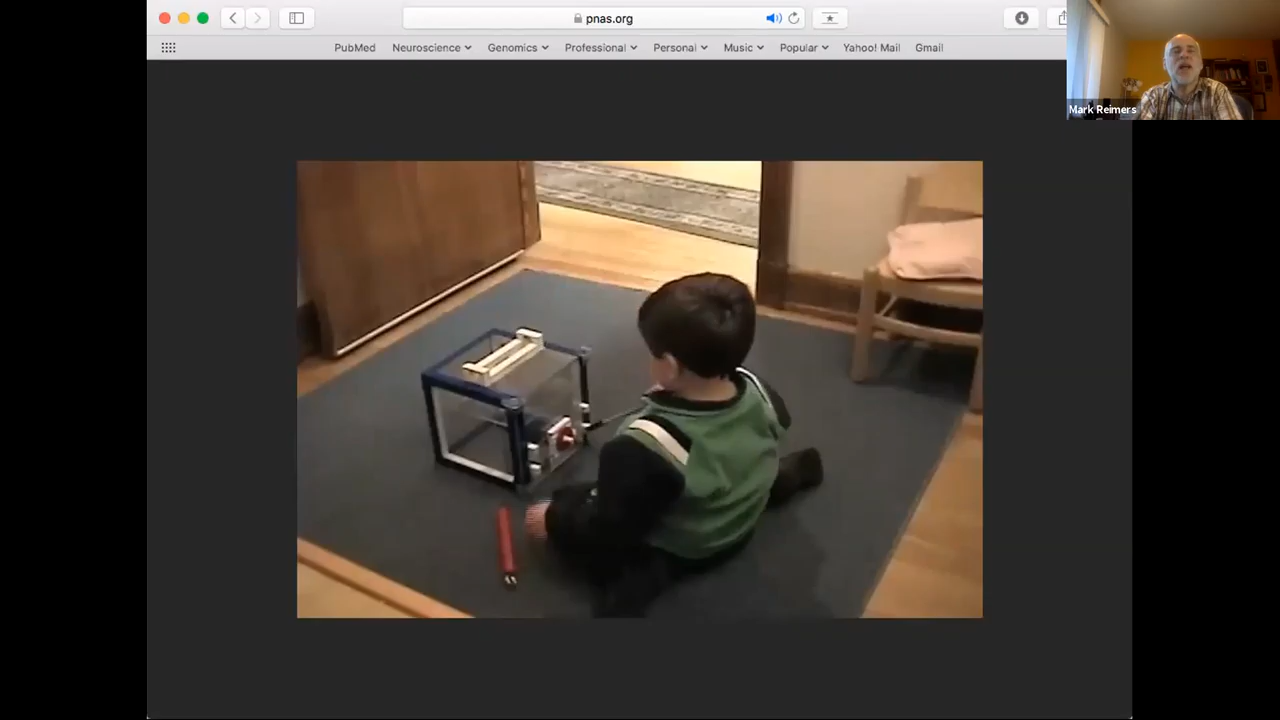 pnas.org
PubMed Neuroscience Genomics Professional Personal Music Popular Yahoo! Mail Gmail
Mark Reimers